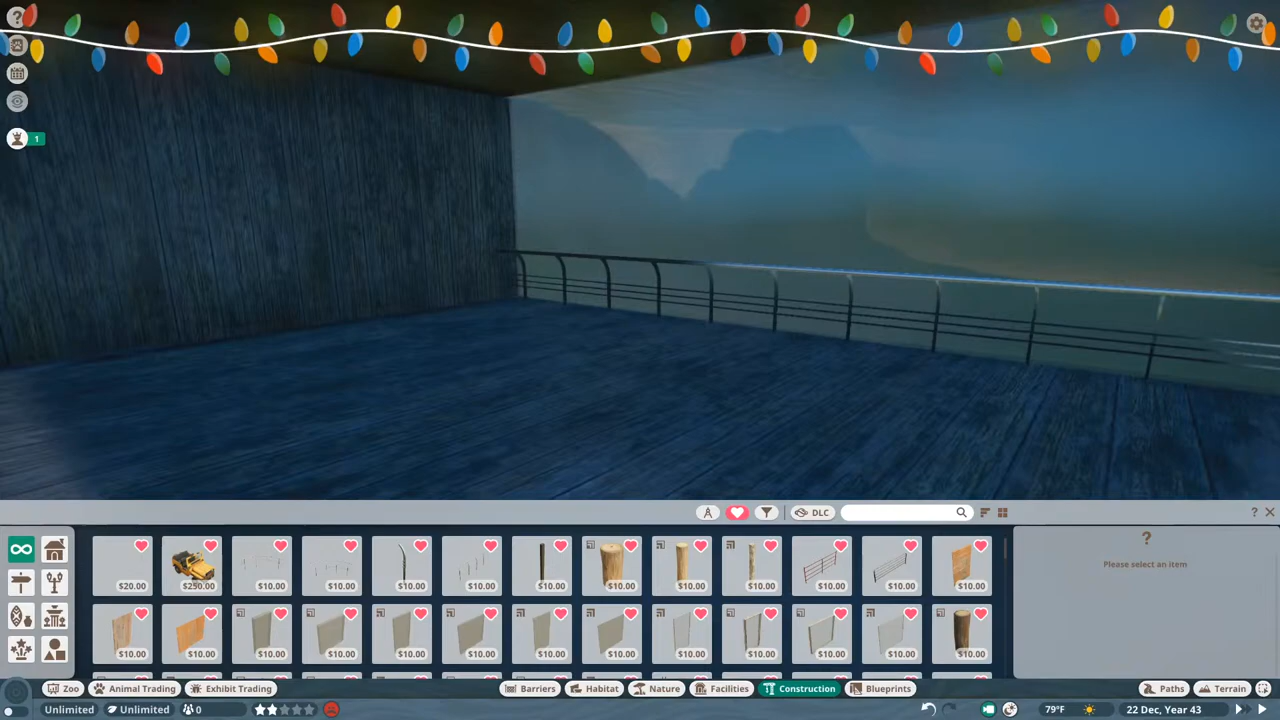 ?
1
DLC
?
$20.00 $250.00 $10.00 $10.00 $10.00 $10.00 $10.00 $10.00 $10.00 $10.00 $10.00 $10.00 $10.00
?
Please select an item
$10.00 $10.00 $10.00 $10.00 $10.00 $10.00 $10.00 $10.00 $10.00 $10.00 $10.00 $10.00 $10.00
Zoo Animal Trading Exhibit Trading Barriers Habitat Nature Facilities Construction Blueprints Paths Terrain
Unlimited Unlimited 0 79°F 22 Dec, Year 43